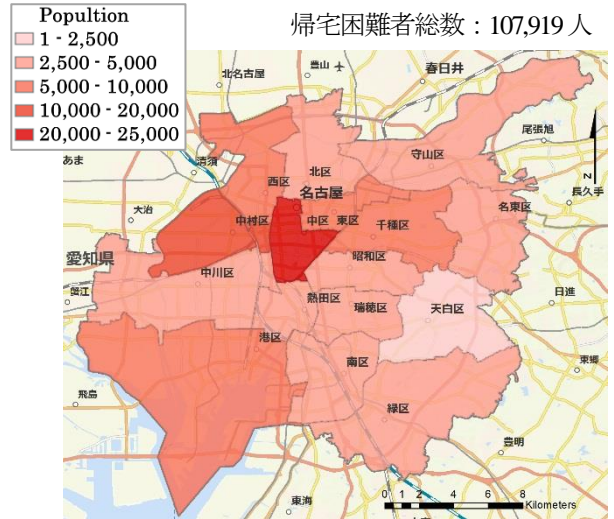 Popultion
1 - 2,500
2,500 - 5,000
5,000 - 10,000
10,000 - 20,000
20,000 - 25,000
帰宅困難者総数：107,919人
豊山
北名古屋
春日井
尾張旭
あま
清須
北区
守山区
N
長久手
西区
名古屋
名東区
大治
中村区
中区
東区
千種区
愛知県
昭和区
中川区
蟹江
熱田区
瑞穂区
天白区
日進
港区
南区
東郷
飛島
緑区
豊明
東海
0 1 2 4 6 8
Kilometers